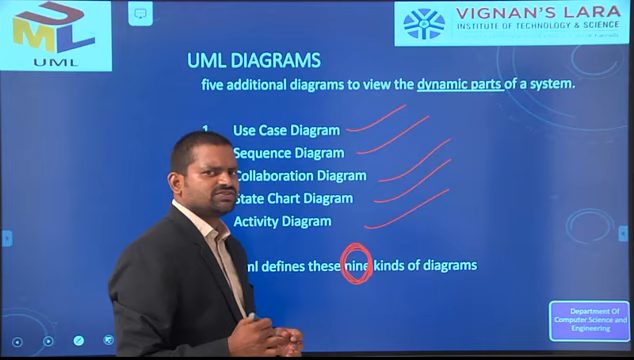 UML
VIGNAN'S LARA
INSTITUTE OF TECHNOLOGY & SCIENCE
UML DIAGRAMS
five additional diagrams to view the dynamic parts of a system.
1. Use Case Diagram
Sequence Diagram
Collaboration Diagram
State Chart Diagram
Activity Diagram
ml defines these nine kinds of diagrams
Department Of
Computer Science and
Engineering